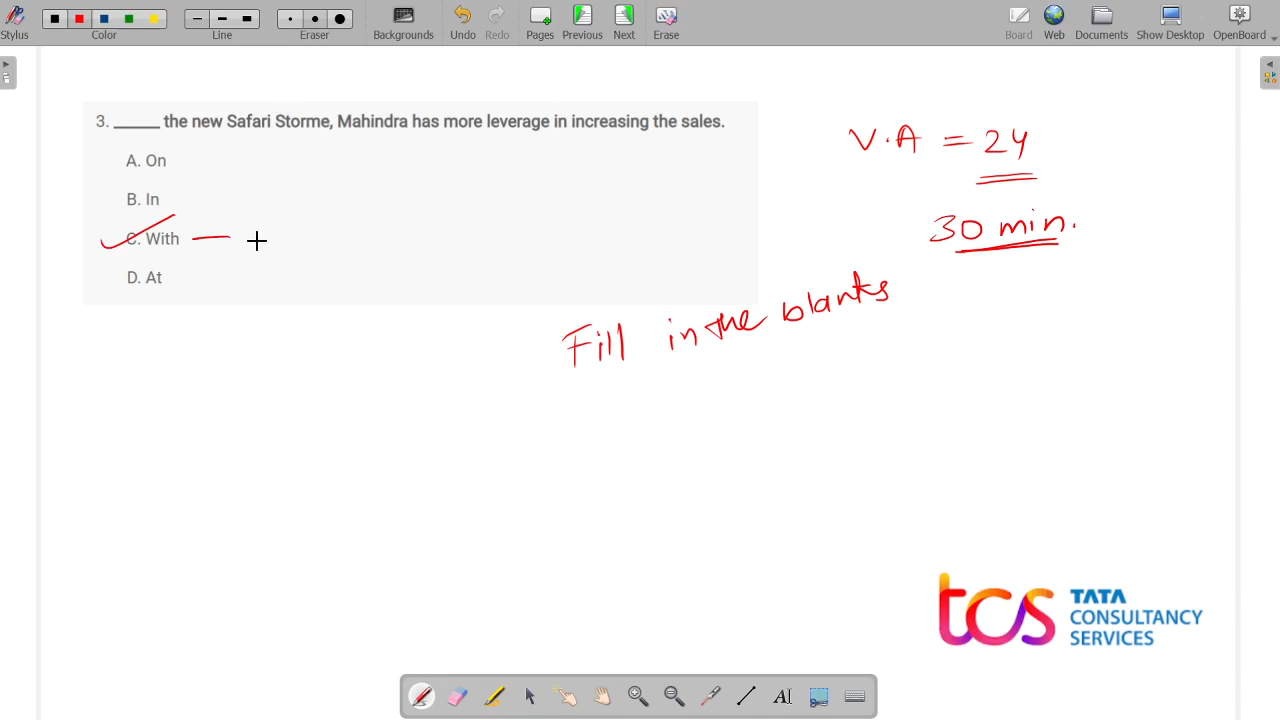 Stylus Color Line Eraser Backgrounds Undo Redo Pages Previous Next Erase Board Web Documents Show Desktop OpenBoard
3. ______ the new Safari Storme, Mahindra has more leverage in increasing the sales.
A. On
B. In
C. With
D. At
V.A = 24
30 min.
Fill in the blanks
tcs TATA
CONSULTANCY
SERVICES